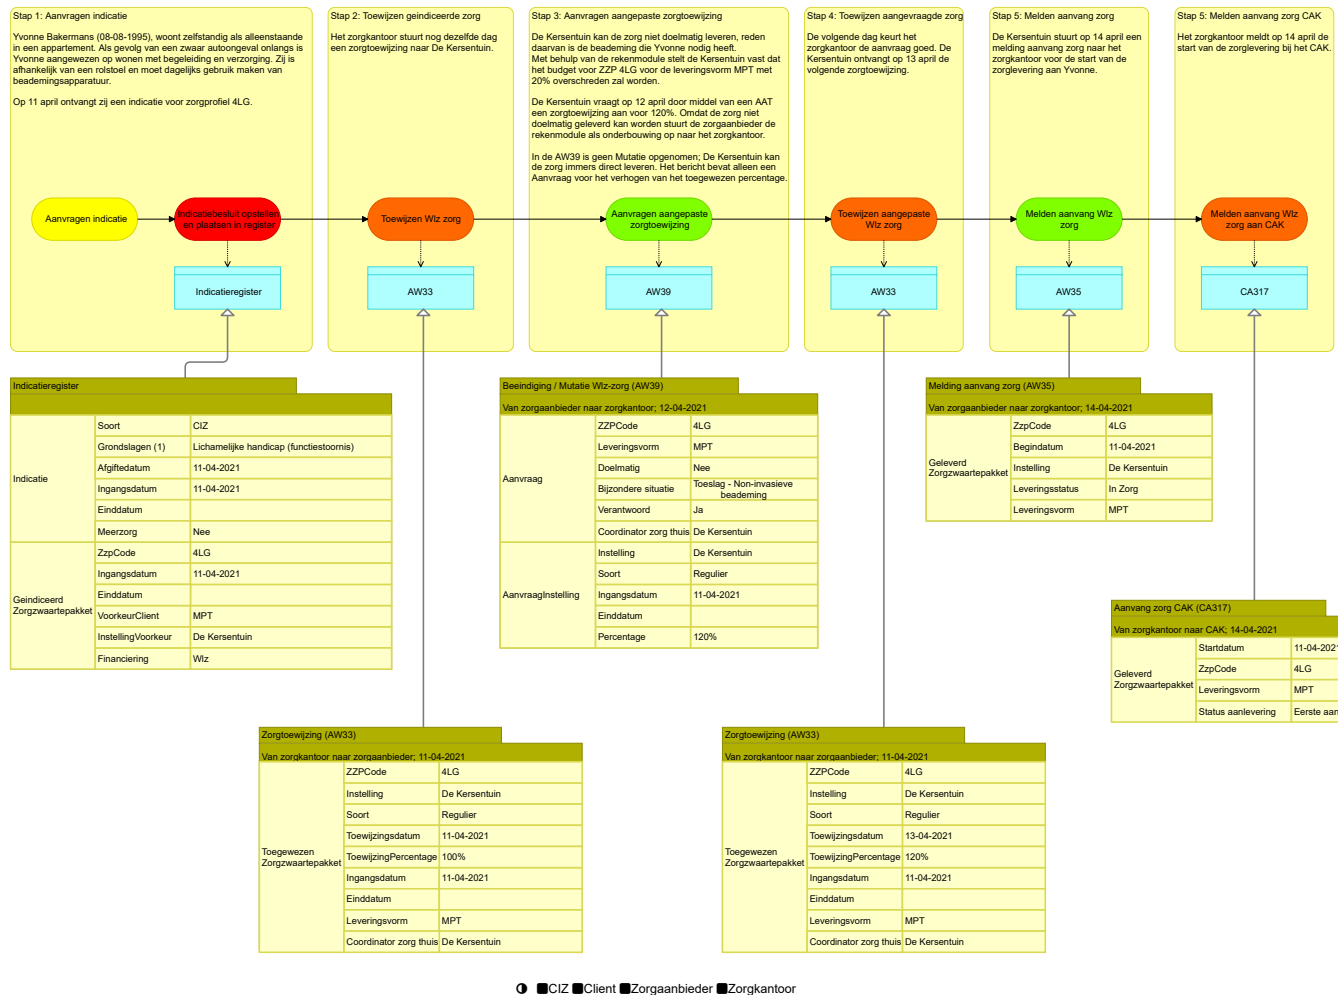 Stap 1: Aanvragen indicatie
Yvonne Bakermans (08-08-1995), woont zelfstandig als alleenstaande
in een appartement. Als gevolg van een zwaar autoongeval onlangs is
Yvonne aangewezen op wonen met begeleiding en verzorging. Zij is
afhankelijk van een rolstoel en moet dagelijks gebruik maken van
beademingsapparatuur.
Op 11 april ontvangt zij een indicatie voor zorgprofiel 4LG.
Stap 2: Toewijzen geindiceerde zorg
Het zorgkantoor stuurt nog dezelfde dag
een zorgtoewijzing naar De Kersentuin.
Stap 3: Aanvragen aangepaste zorgtoewijzing
De Kersentuin kan de zorg niet doelmatig leveren, reden
daarvan is de beademing die Yvonne nodig heeft.
Met behulp van de rekenmodule stelt de Kersentuin vast dat
het budget voor ZZP 4LG voor de leveringsvorm MPT met
20% overschreden zal worden.
De Kersentuin vraagt op 12 april door middel van een AAT
een zorgtoewijzing aan voor 120%. Omdat de zorg niet
doelmatig geleverd kan worden stuurt de zorgaanbieder de
rekenmodule als onderbouwing op naar het zorgkantoor.
In de AW39 is geen Mutatie opgenomen; De Kersentuin kan
de zorg immers direct leveren. Het bericht bevat alleen een
Aanvraag voor het verhogen van het toegewezen percentage.
Stap 4: Toewijzen aangevraagde zorg
De volgende dag keurt het
zorgkantoor de aanvraag goed. De
Kersentuin ontvangt op 13 april de
volgende zorgtoewijzing.
Stap 5: Melden aanvang zorg
De Kersentuin stuurt op 14 april een
melding aanvang zorg naar het
zorgkantoor voor de start van de
zorglevering aan Yvonne.
Stap 5: Melden aanvang zorg CAK
Het zorgkantoor meldt op 14 april de
start van de zorglevering bij het CAK.
Aanvragen indicatie
Indicatiebesluit opstellen
en plaatsen in register
Toewijzen Wlz zorg
Aanvragen aangepaste
zorgtoewijzing
Toewijzen aangepaste
Wlz zorg
Melden aanvang Wlz
zorg
Melden aanvang Wlz
zorg aan CAK
Indicatieregister
AW33
AW39
AW33
AW35
CA317
Indicatieregister
Indicatie
Soort CIZ
Grondslagen (1) Lichamelijke handicap (functiestoornis)
Afgiftedatum 11-04-2021
Ingangsdatum 11-04-2021
Einddatum
Meerzorg Nee
Geindiceerd
Zorgzwaartepakket
ZzpCode 4LG
Ingangsdatum 11-04-2021
Einddatum
VoorkeurClient MPT
InstellingVoorkeur De Kersentuin
Financiering Wlz
Beeindiging / Mutatie Wlz-zorg (AW39)
Van zorgaanbieder naar zorgkantoor; 12-04-2021
Aanvraag
ZZPCode 4LG
Leveringsvorm MPT
Doelmatig Nee
Bijzondere situatie Toeslag - Non-invasieve
beademing
Verantwoord Ja
Coordinator zorg thuis De Kersentuin
AanvraagInstelling
Instelling De Kersentuin
Soort Regulier
Ingangsdatum 11-04-2021
Einddatum
Percentage 120%
Melding aanvang zorg (AW35)
Van zorgaanbieder naar zorgkantoor; 14-04-2021
Geleverd
Zorgzwaartepakket
ZzpCode 4LG
Begindatum 11-04-2021
Instelling De Kersentuin
Leveringsstatus In Zorg
Leveringsvorm MPT
Aanvang zorg CAK (CA317)
Van zorgkantoor naar CAK; 14-04-2021
Geleverd
Zorgzwaartepakket
Startdatum 11-04-2021
ZzpCode 4LG
Leveringsvorm MPT
Status aanlevering Eerste aan
Zorgtoewijzing (AW33)
Van zorgkantoor naar zorgaanbieder; 11-04-2021
Toegewezen
Zorgzwaartepakket
ZZPCode 4LG
Instelling De Kersentuin
Soort Regulier
Toewijzingsdatum 11-04-2021
ToewijzingPercentage 100%
Ingangsdatum 11-04-2021
Einddatum
Leveringsvorm MPT
Coordinator zorg thuis De Kersentuin
Zorgtoewijzing (AW33)
Van zorgkantoor naar zorgaanbieder; 11-04-2021
Toegewezen
Zorgzwaartepakket
ZZPCode 4LG
Instelling De Kersentuin
Soort Regulier
Toewijzingsdatum 13-04-2021
ToewijzingPercentage 120%
Ingangsdatum 11-04-2021
Einddatum
Leveringsvorm MPT
Coordinator zorg thuis De Kersentuin
CIZ Client Zorgaanbieder Zorgkantoor